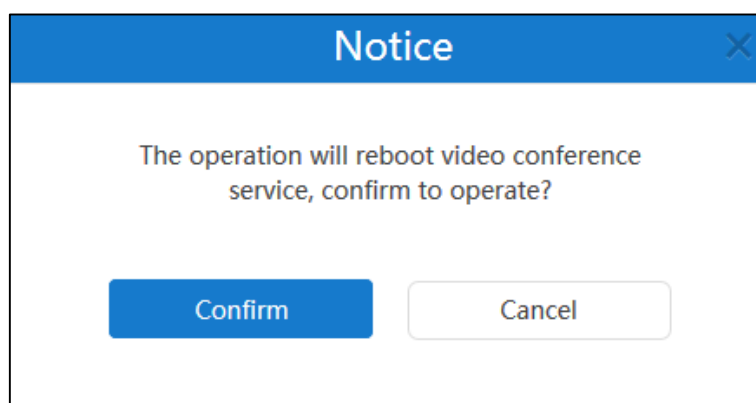 Notice
The operation will reboot video conference
service, confirm to operate?
Confirm
Cancel